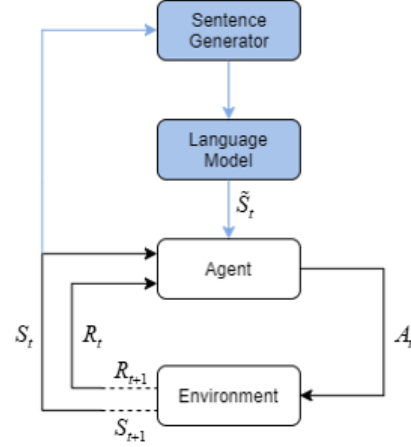 Sentence
Generator
Language
Model
S̃ₜ
Agent
Sₜ
Rₜ
Aₜ
Rₜ₊₁
Environment
Sₜ₊₁